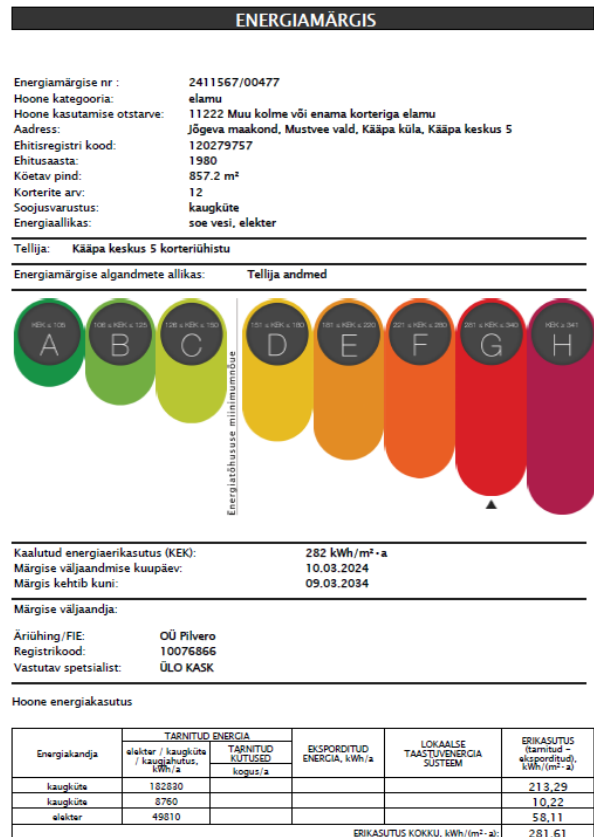 ENERGIAMÄRGIS
Energiamärgise nr : 2411567/00477
Hoone kategooria: elamu
Hoone kasutamise otstarve: 11222 Muu kolme või enama korteriga elamu
Aadress: Jõgeva maakond, Mustvee vald, Kääpa küla, Kääpa keskus 5
Ehitisregistri kood: 120279757
Ehitusaasta: 1980
Köetav pind: 857.2 m²
Korterite arv: 12
Soojusvarustus: kaugküte
Energiaallikas: soe vesi, elekter
Tellija: Kääpa keskus 5 korteriühistu
Energiamärgise algandmete allikas: Tellija andmed
KEK ≤ 105 106 ≤ KEK ≤ 125 126 ≤ KEK ≤ 150 151 ≤ KEK ≤ 180 181 ≤ KEK ≤ 220 221 ≤ KEK ≤ 280 281 ≤ KEK ≤ 340 KEK ≥ 341
A B C D E F G H
Energiatõhususe miinimumnõue
Kaalutud energiaerikasutus (KEK): 282 kWh/m²·a
Märgise väljaandmise kuupäev: 10.03.2024
Märgis kehtib kuni: 09.03.2034
Märgise väljaandja:
Äriühing/FIE: OÜ Pilvero
Registrikood: 10076866
Vastutav spetsialist: ÜLO KASK
Hoone energiakasutus
Energiakandja
TARNITUD ENERGIA
elekter / kaugküte
/ kaugjahutus,
kWh/a
TARNITUD
KÜTUSED
kogus/a
EKSPORDITUD
ENERGIA, kWh/a
LOKAALSE
TAASTUVENERGIA
SÜSTEEM
ERIKASUTUS
(tarnitud –
eksporditud),
kWh/(m²·a)
kaugküte 182830 213,29
kaugküte 8760 10,22
elekter 49810 58,11
ERIKASUTUS KOKKU, kWh/(m²·a): 281,61